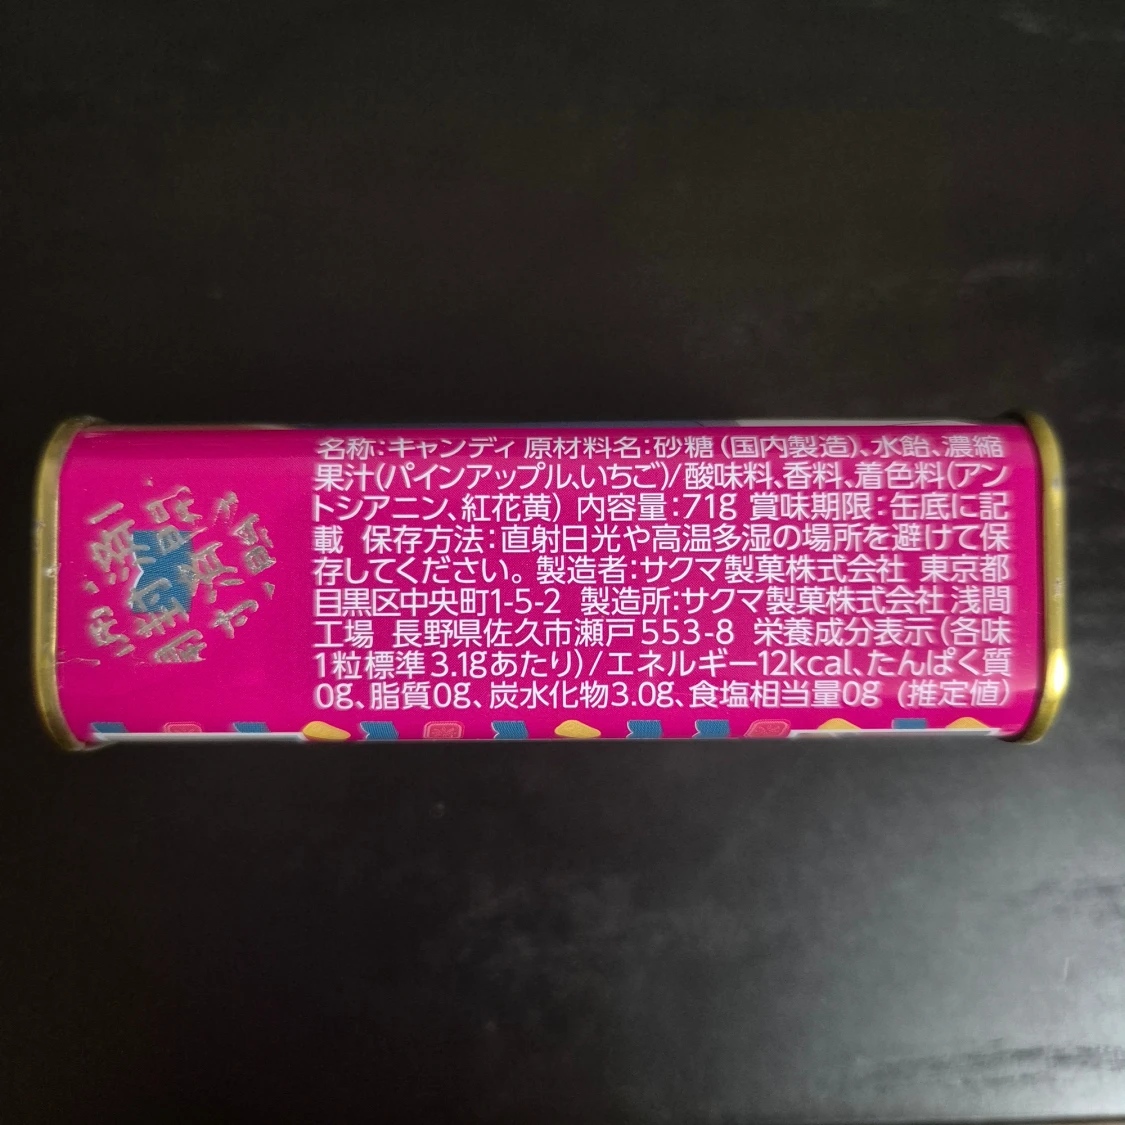 名称:キャンディ 原材料名:砂糖(国内製造)、水飴、濃縮
果汁(パインアップル、いちご)/酸味料、香料、着色料(アン
トシアニン、紅花黄) 内容量:71g 賞味期限:缶底に記
載 保存方法:直射日光や高温多湿の場所を避けて保
存してください。製造者:サクマ製菓株式会社 東京都
目黒区中央町1-5-2 製造所:サクマ製菓株式会社 浅間
工場 長野県佐久市瀬戸553-8 栄養成分表示(各味
1粒標準3.1gあたり)/エネルギー12kcal、たんぱく質
0g、脂質0g、炭水化物3.0g、食塩相当量0g (推定値)